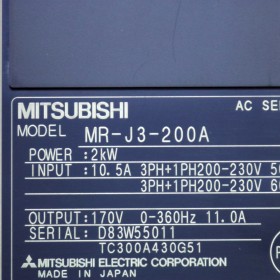 MITSUBISHI
AC SE
MODEL MR-J3-200A
POWER :2kW
INPUT :10.5A 3PH+1PH200-230V 50
3PH+1PH200-230V 6
OUTPUT:170V 0-360Hz 11.0A
SERIAL: D83W55011
TC300A430G51
MITSUBISHI ELECTRIC CORPORATION
MADE IN JAPAN